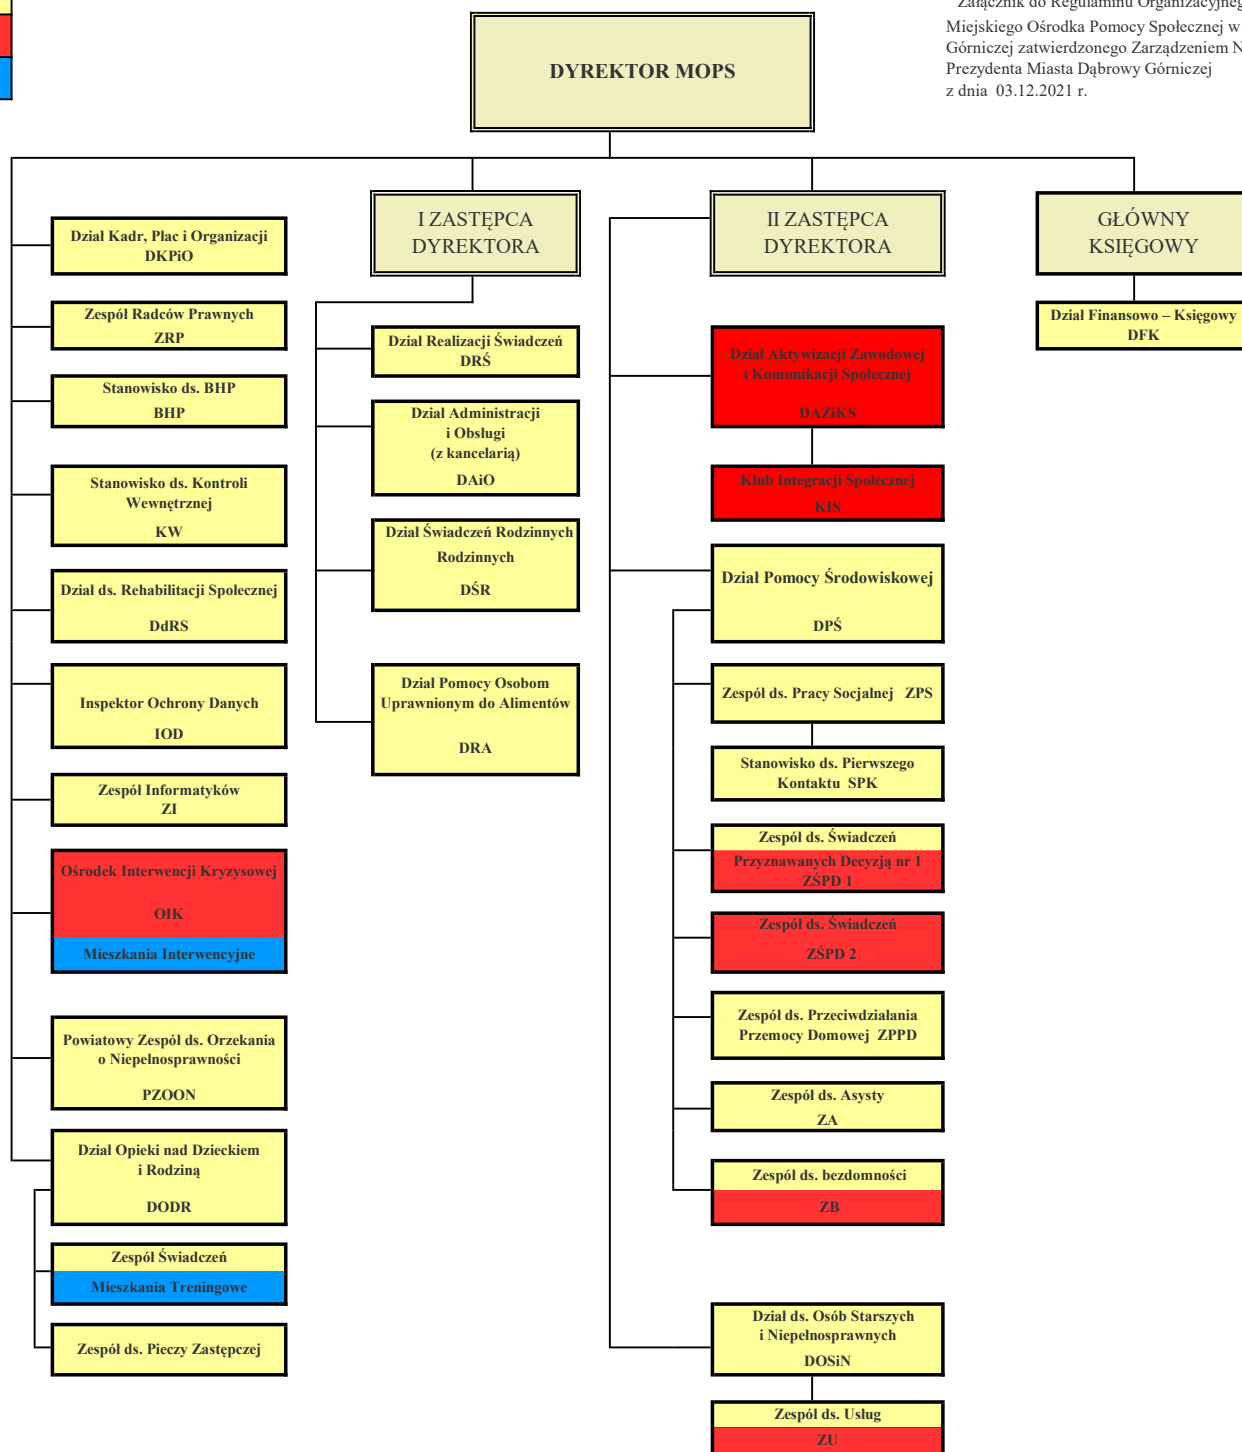 Załącznik do Regulaminu Organizacyjneg
Miejskiego Ośrodka Pomocy Społecznej w
Górniczej zatwierdzonego Zarządzeniem N
Prezydenta Miasta Dąbrowy Górniczej
z dnia 03.12.2021 r.
DYREKTOR MOPS
I ZASTĘPCA
DYREKTORA
II ZASTĘPCA
DYREKTORA
GŁÓWNY
KSIĘGOWY
Dział Kadr, Płac i Organizacji
DKPiO
Zespół Radców Prawnych
ZRP
Stanowisko ds. BHP
BHP
Stanowisko ds. Kontroli
Wewnętrznej
KW
Dział ds. Rehabilitacji Społecznej
DdRS
Inspektor Ochrony Danych
IOD
Zespół Informatyków
ZI
Ośrodek Interwencji Kryzysowej
OIK
Mieszkania Interwencyjne
Powiatowy Zespół ds. Orzekania
o Niepełnosprawności
PZOON
Dział Opieki nad Dzieckiem
i Rodziną
DODR
Zespół Świadczeń
Mieszkania Treningowe
Zespół ds. Pieczy Zastępczej
Dział Realizacji Świadczeń
DRŚ
Dział Administracji
i Obsługi
(z kancelarią)
DAiO
Dział Świadczeń Rodzinnych
Rodzinnych
DŚR
Dział Pomocy Osobom
Uprawnionym do Alimentów
DRA
Dział Aktywizacji Zawodowej
i Komunikacji Społecznej
DAZiKS
Klub Integracji Społecznej
KIS
Dział Pomocy Środowiskowej
DPŚ
Zespół ds. Pracy Socjalnej ZPS
Stanowisko ds. Pierwszego
Kontaktu SPK
Zespół ds. Świadczeń
Przyznawanych Decyzją nr 1
ZŚPD 1
Zespół ds. Świadczeń
ZŚPD 2
Zespół ds. Przeciwdziałania
Przemocy Domowej ZPPD
Zespół ds. Asysty
ZA
Zespół ds. bezdomności
ZB
Dział ds. Osób Starszych
i Niepełnosprawnych
DOSiN
Zespół ds. Usług
ZU
Dział Finansowo – Księgowy
DFK